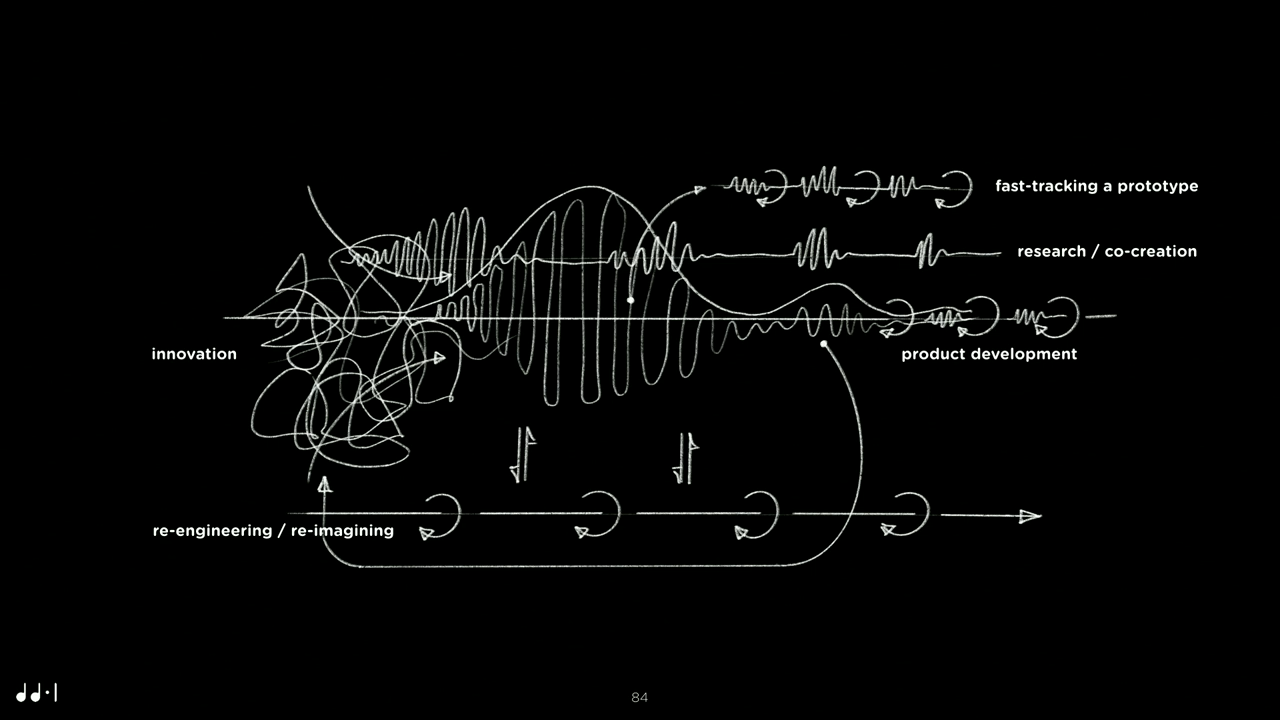 fast-tracking a prototype
research / co-creation
innovation
product development
re-engineering / re-imagining
84